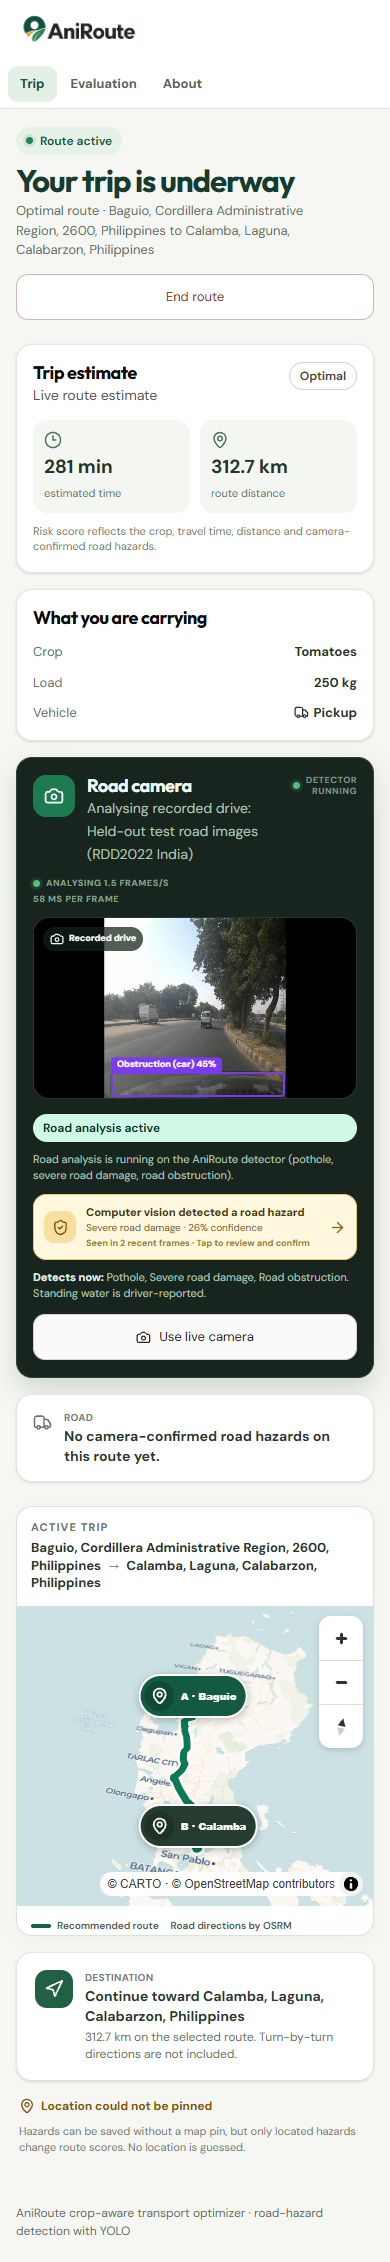 AniRoute
Trip Evaluation About
Route active
Your trip is underway
Optimal route · Baguio, Cordillera Administrative
Region, 2600, Philippines to Calamba, Laguna,
Calabarzon, Philippines
End route
Trip estimate
Optimal
Live route estimate
281 min
estimated time
312.7 km
route distance
Risk score reflects the crop, travel time, distance and camera-
confirmed road hazards.
What you are carrying
Crop Tomatoes
Load 250 kg
Vehicle Pickup
Road camera
DETECTOR
RUNNING
Analysing recorded drive:
Held-out test road images
(RDD2022 India)
ANALYSING 1.5 FRAMES/S
58 MS PER FRAME
Recorded drive
Obstruction (car) 45%
Road analysis active
Road analysis is running on the AniRoute detector (pothole,
severe road damage, road obstruction).
Computer vision detected a road hazard
Severe road damage · 26% confidence
Seen in 2 recent frames · Tap to review and confirm
Detects now: Pothole, Severe road damage, Road obstruction.
Standing water is driver-reported.
Use live camera
ROAD
No camera-confirmed road hazards on
this route yet.
ACTIVE TRIP
Baguio, Cordillera Administrative Region, 2600,
Philippines → Calamba, Laguna, Calabarzon,
Philippines
LAOAG
VIGAN
TUGUEGARAO
A · Baguio
Dagupan
TARLAC CITY
Angele
Olongapo
B · Calamba
San Pablo
BATANG
© CARTO · © OpenStreetMap contributors
Recommended route Road directions by OSRM
DESTINATION
Continue toward Calamba, Laguna,
Calabarzon, Philippines
312.7 km on the selected route. Turn-by-turn
directions are not included.
Location could not be pinned
Hazards can be saved without a map pin, but only located hazards
change route scores. No location is guessed.
AniRoute crop-aware transport optimizer · road-hazard
detection with YOLO